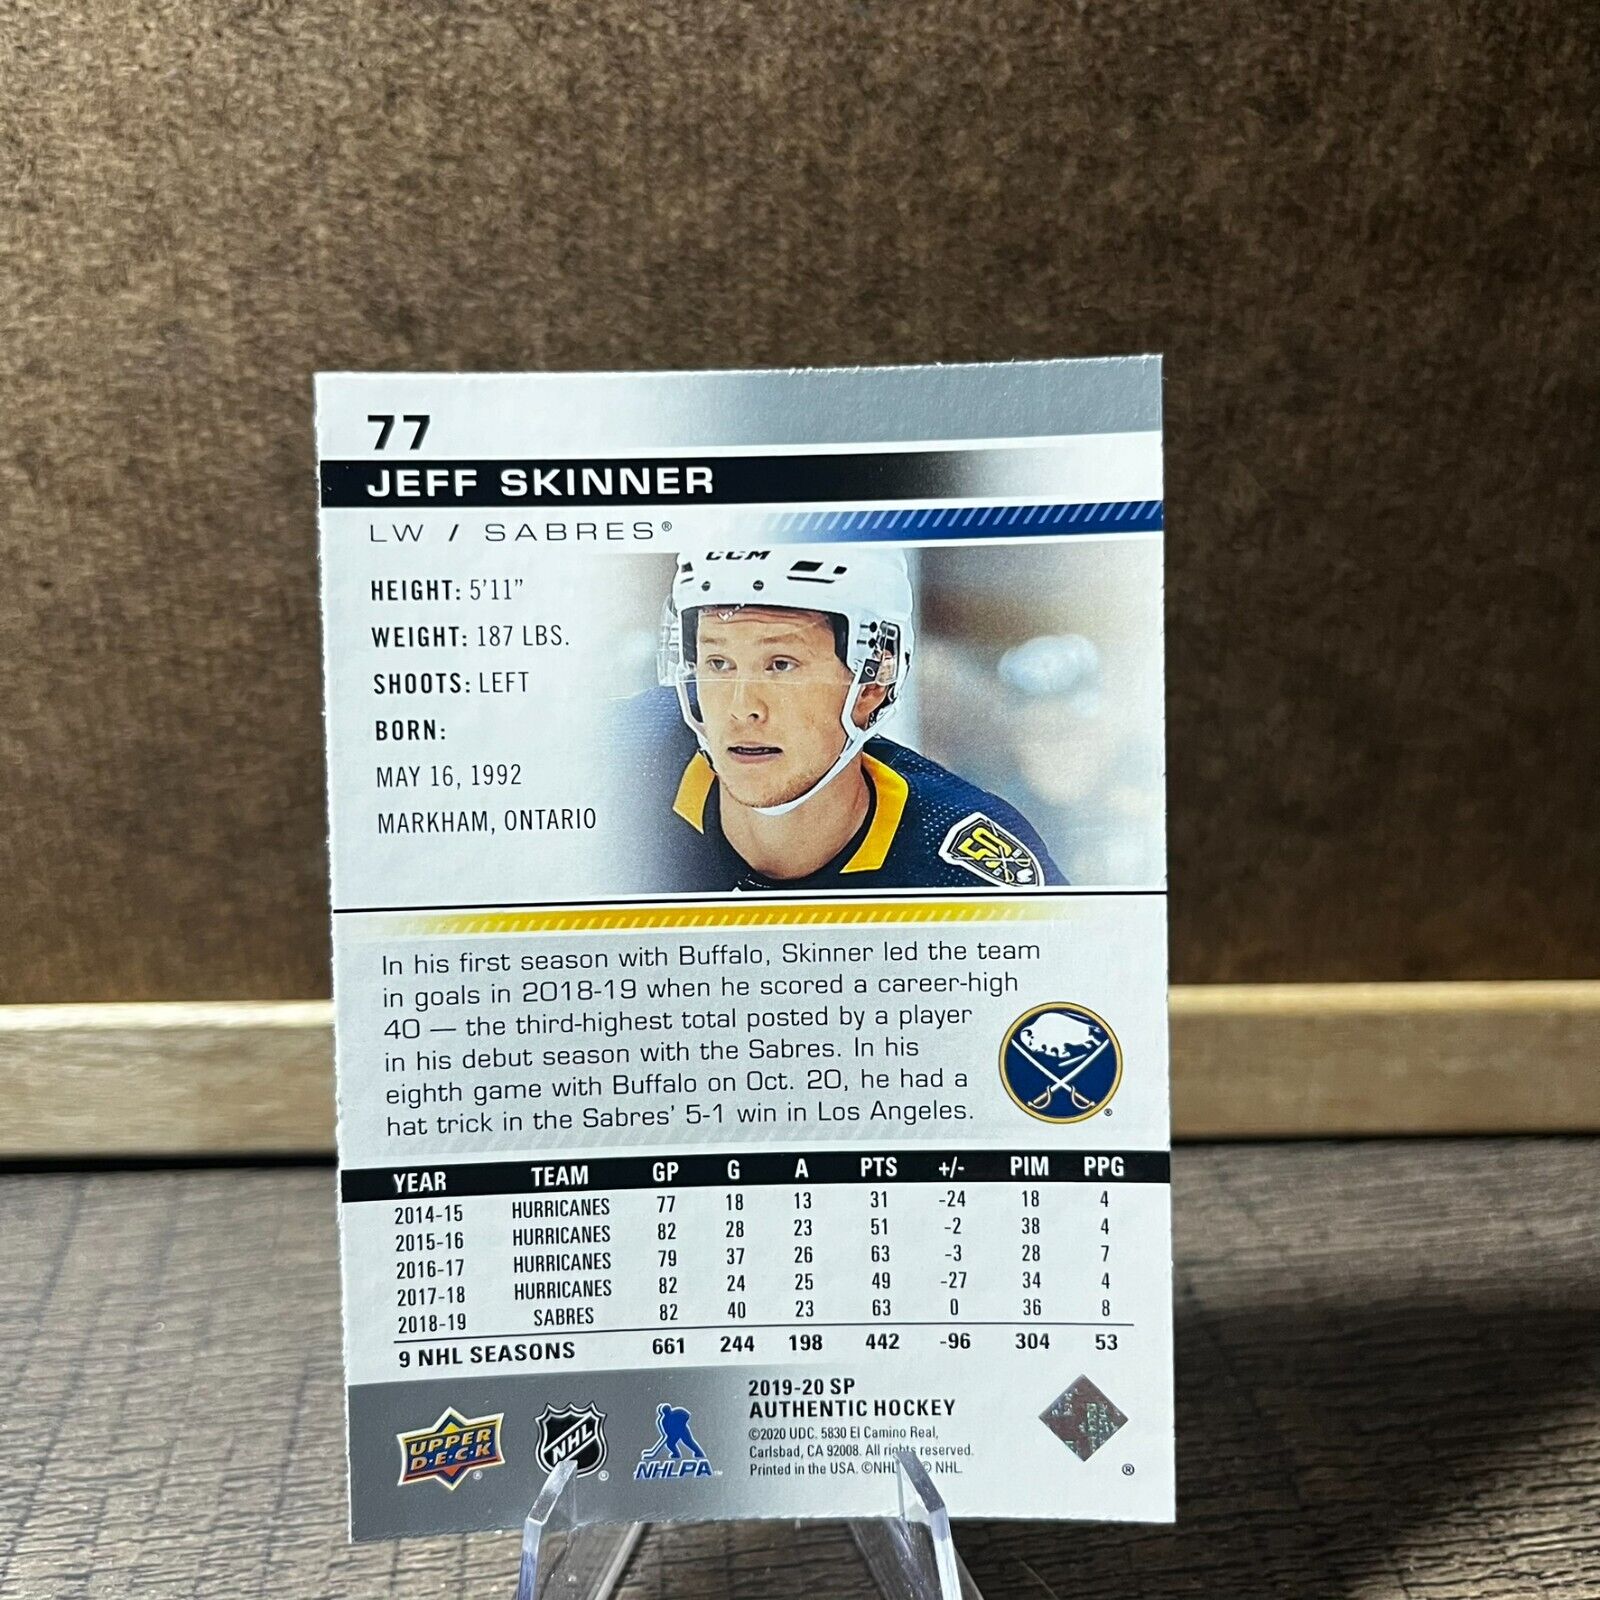 77
JEFF SKINNER
LW / SABRES®
CCM
HEIGHT: 5'11"
WEIGHT: 187 LBS.
SHOOTS: LEFT
BORN:
MAY 16, 1992
MARKHAM, ONTARIO
50
In his first season with Buffalo, Skinner led the team
in goals in 2018-19 when he scored a career-high
40 — the third-highest total posted by a player
in his debut season with the Sabres. In his
eighth game with Buffalo on Oct. 20, he had a
hat trick in the Sabres' 5-1 win in Los Angeles.
®
YEAR TEAM GP G A PTS +/- PIM PPG
2014-15 HURRICANES 77 18 13 31 -24 18 4
2015-16 HURRICANES 82 28 23 51 -2 38 4
2016-17 HURRICANES 79 37 26 63 -3 28 7
2017-18 HURRICANES 82 24 25 49 -27 34 4
2018-19 SABRES 82 40 23 63 0 36 8
9 NHL SEASONS 661 244 198 442 -96 304 53
2019-20 SP
AUTHENTIC HOCKEY
©2020 UDC. 5830 El Camino Real,
Carlsbad, CA 92008. All rights reserved.
Printed in the USA. ©NHL © NHL.
UPPER
D·E·C·K ®
NHL ®
NHLPA™
®